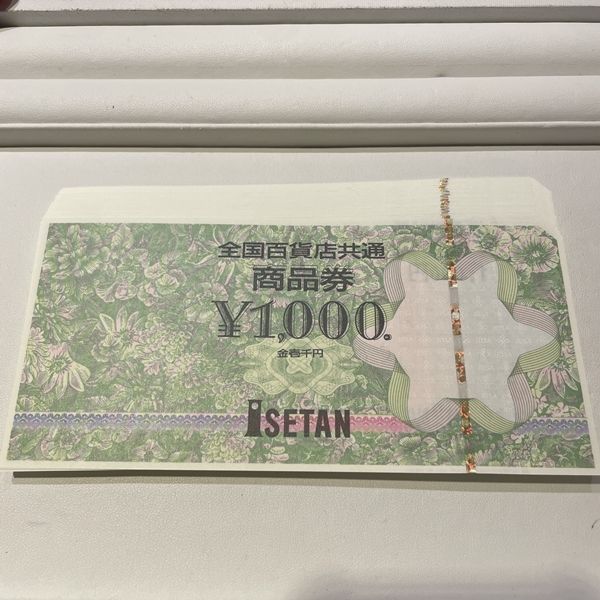 全国百貨店共通
商品券
¥1,000.
金壱千円
ISETAN